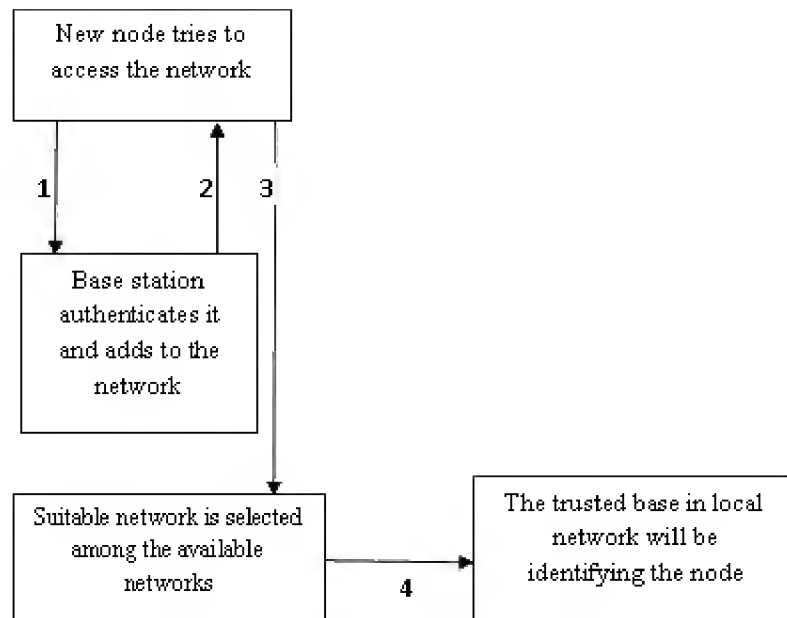 New node tries to
access the network
1
2
3
Base station
authenticates it
and adds to the
network
Suitable network is selected
among the available
networks
4
The trusted base in local
network will be
identifying the node